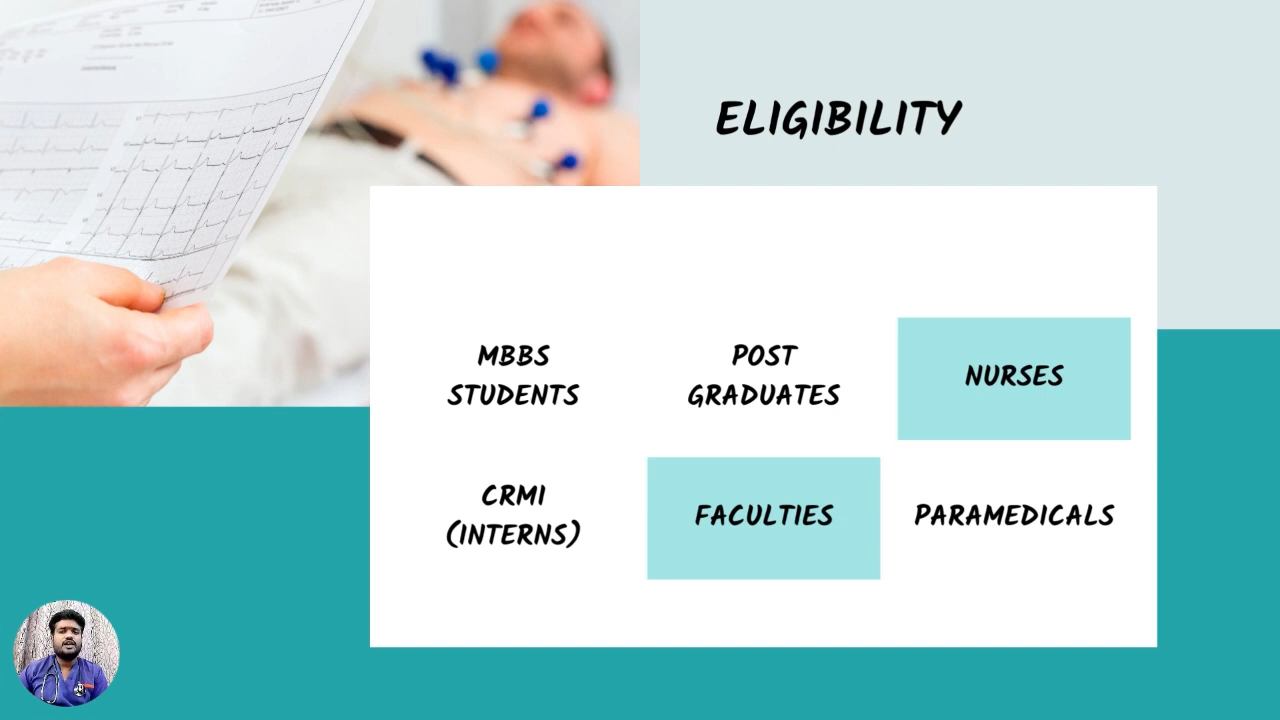 ELIGIBILITY
MBBS
STUDENTS
POST
GRADUATES
NURSES
CRMI
(INTERNS)
FACULTIES
PARAMEDICALS